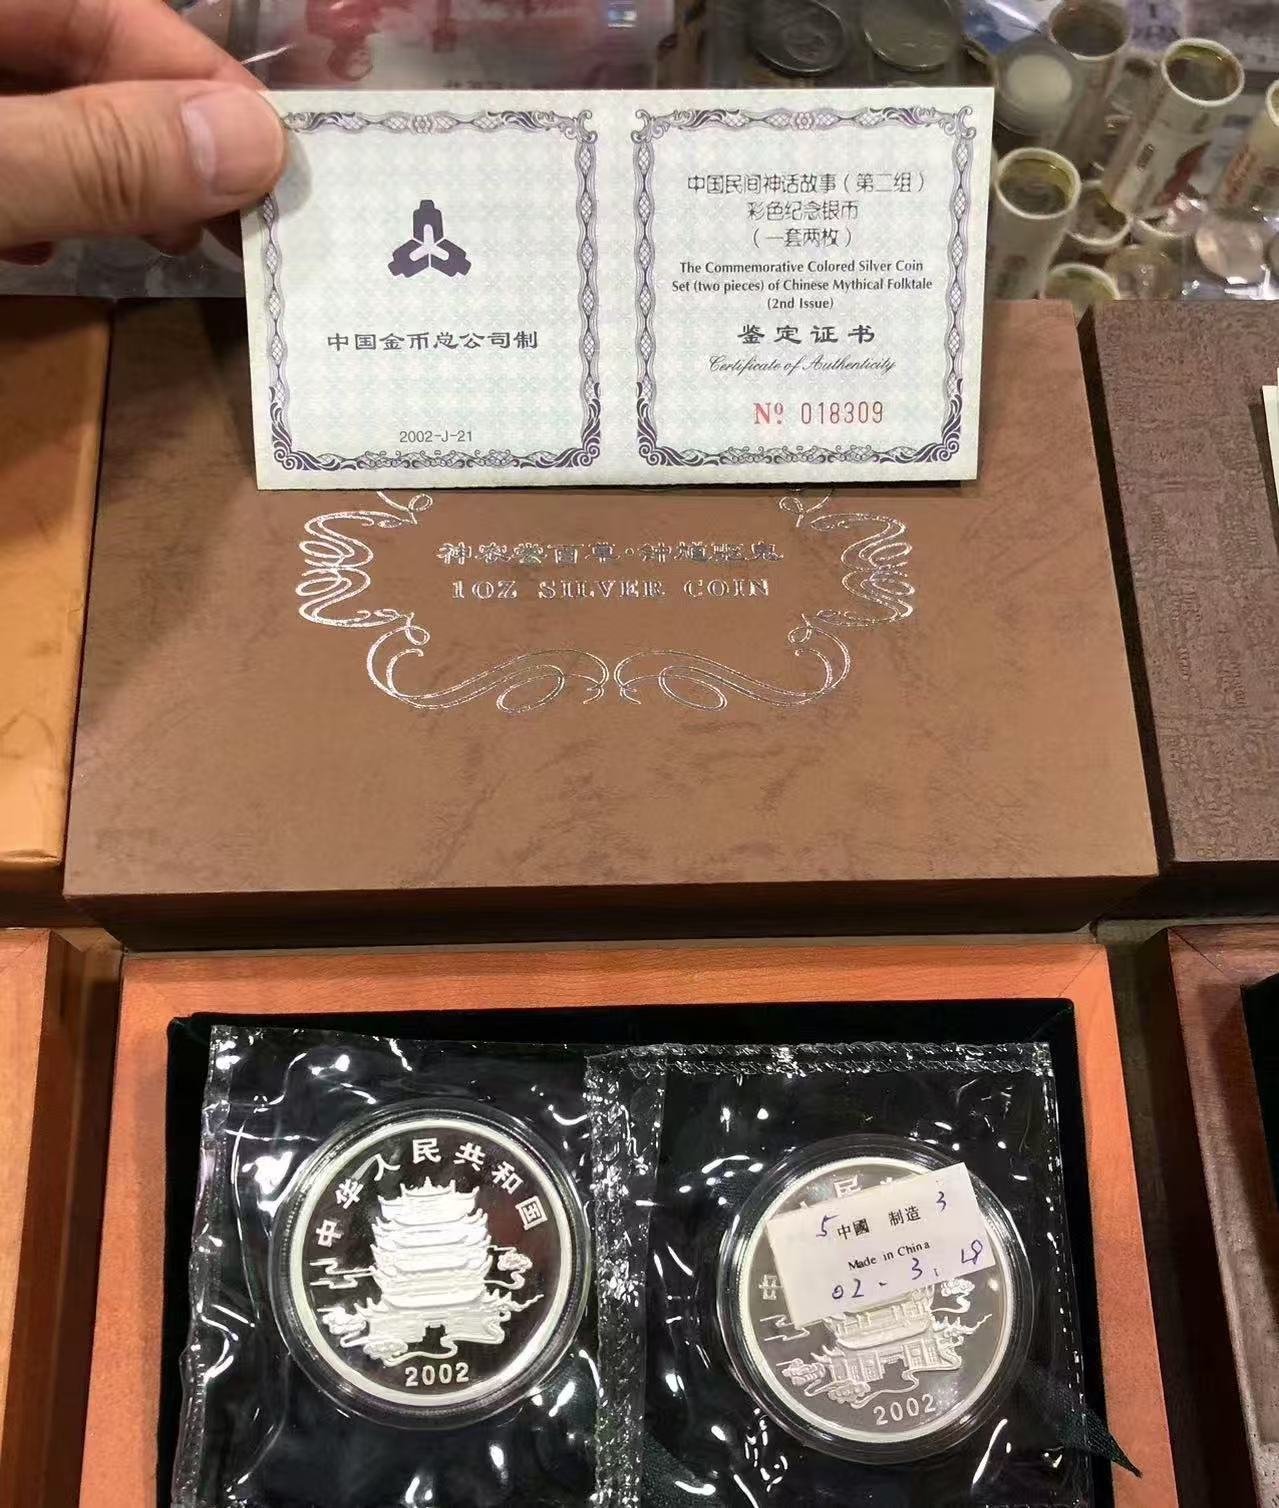 中国金币总公司制
2002-J-21
中国民间神话故事（第二组）
彩色纪念银币
（一套两枚）
The Commemorative Colored Silver Coin
Set (two pieces) of Chinese Mythical Folktale
(2nd Issue)
鉴定证书
Certificate of Authenticity
Nº 018309
神农尝百草·钟馗驱鬼
1OZ SILVER COIN
中华人民共和国
2002
民
5 中國 制造 3
Made in China
02-3.18
2002